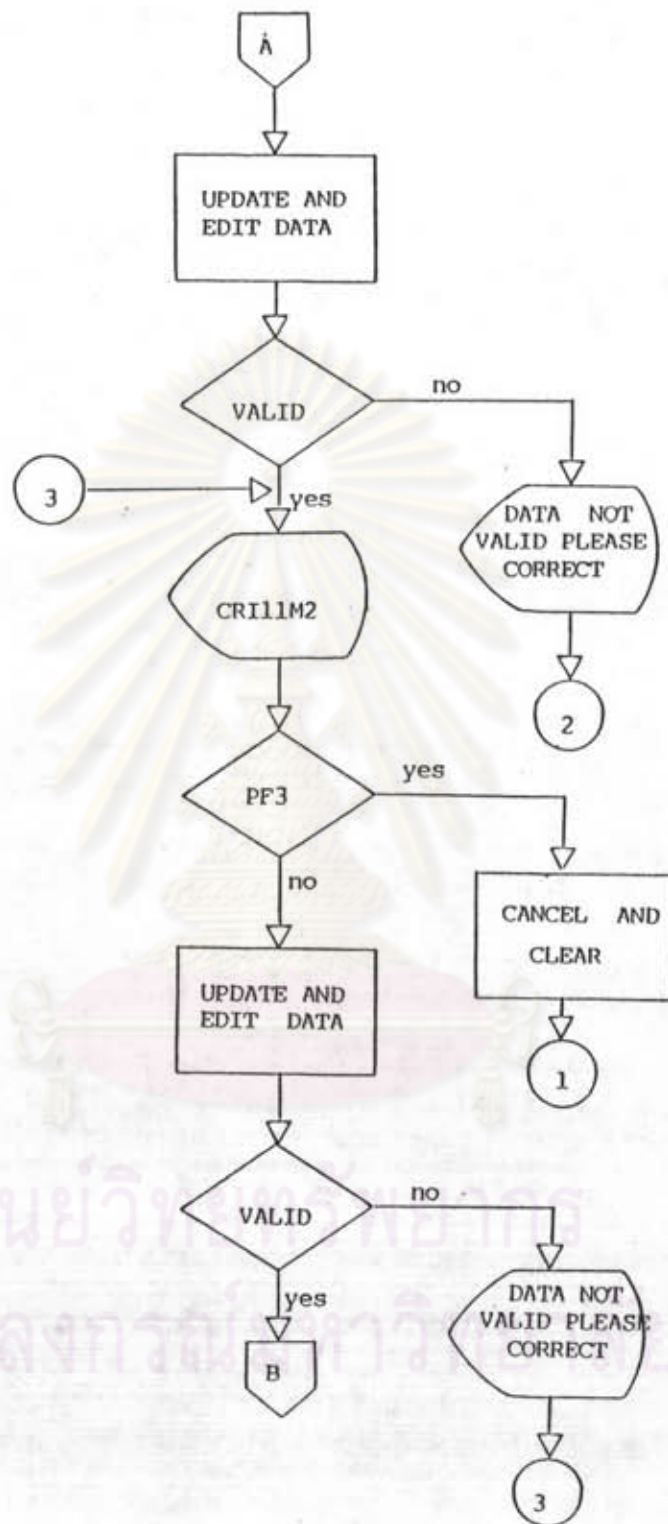 A
UPDATE AND
EDIT DATA
VALID
no
3
yes
DATA NOT
VALID PLEASE
CORRECT
CRI11M2
2
PF3
yes
no
CANCEL AND
CLEAR
UPDATE AND
EDIT DATA
1
VALID
no
yes
DATA NOT
VALID PLEASE
CORRECT
B
3